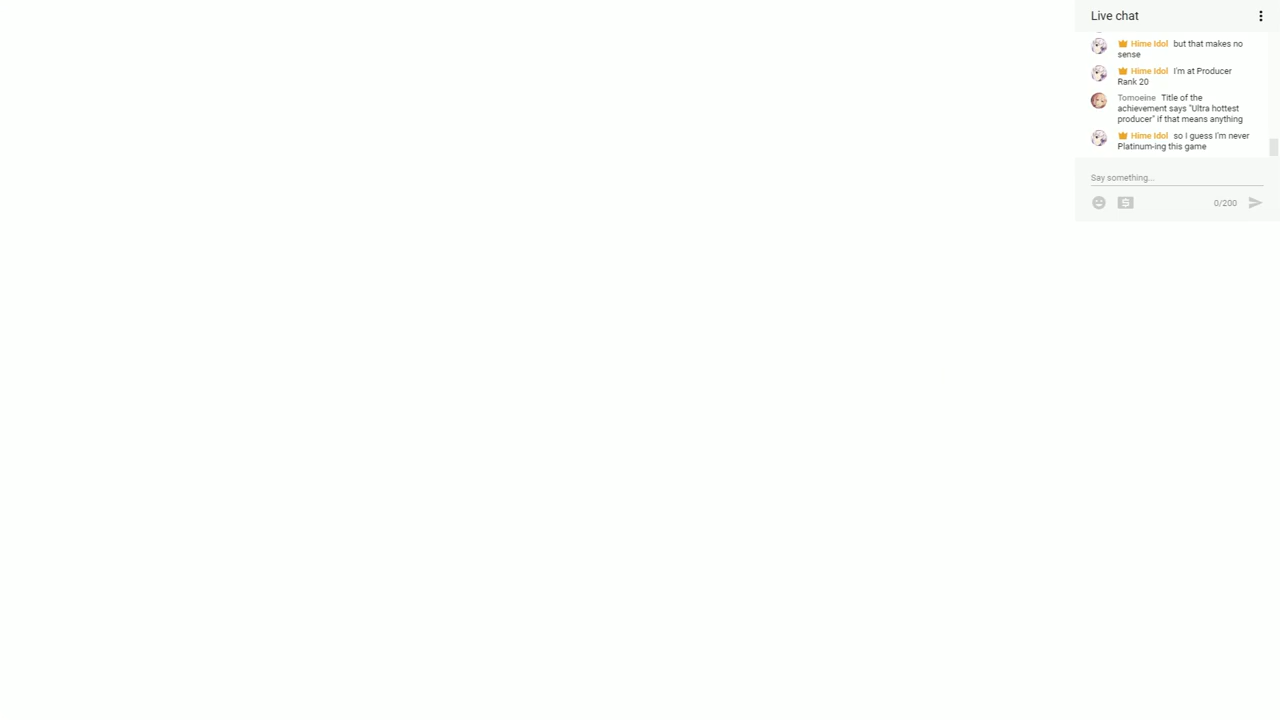 Live chat
Hime Idol but that makes no
sense
Hime Idol I'm at Producer
Rank 20
Tomoeine Title of the
achievement says "Ultra hottest
producer" if that means anything
Hime Idol so I guess I'm never
Platinum-ing this game
Say something...
0/200